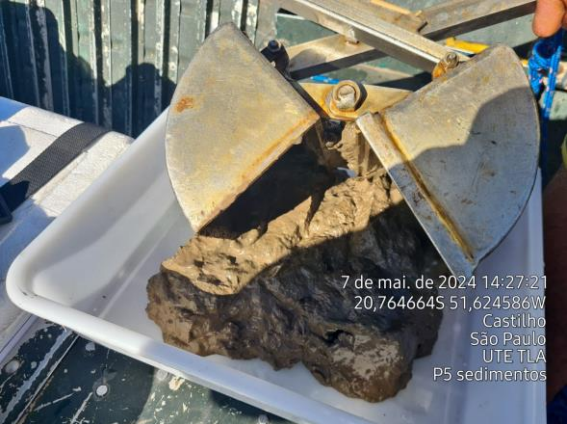 7 de mai. de 2024 14:27:21
20,764664S 51,624586W
Castilho
São Paulo
UTE TLA
P5 sedimentos